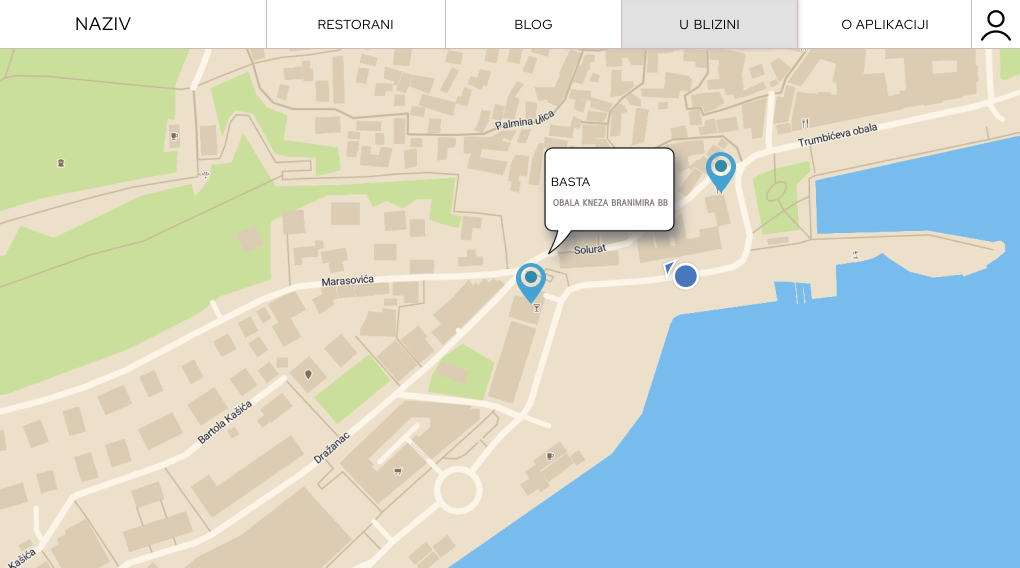 NAZIV
RESTORANI
BLOG
U BLIZINI
O APLIKACIJI
Palmina ulica
Trumbićeva obala
BASTA
OBALA KNEZA BRANIMIRA BB
Solurat
Marasovića
Bartola Kašića
Dražanac
Kašića